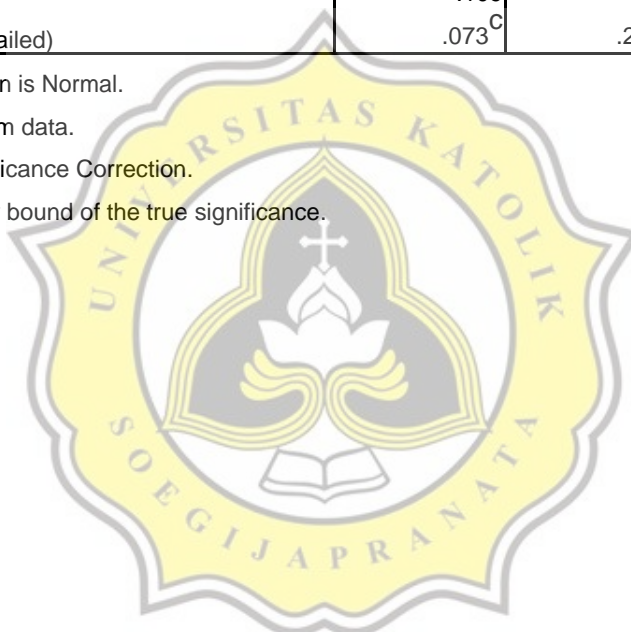 ailed) .073c .2
n is Normal.
m data.
icance Correction.
bound of the true significance.
UNIVERSITAS KATOLIK
SOEGIJAPRANATA